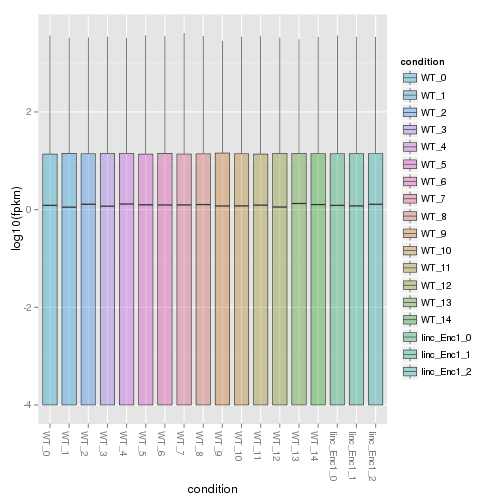 condition
WT_0
WT_1
WT_2
WT_3
WT_4
WT_5
WT_6
WT_7
WT_8
WT_9
WT_10
WT_11
WT_12
WT_13
WT_14
linc_Enc1_0
linc_Enc1_1
linc_Enc1_2
log10(fpkm)
2
0
-2
-4
WT_0
WT_1
WT_2
WT_3
WT_4
WT_5
WT_6
WT_7
WT_8
WT_9
WT_10
WT_11
WT_12
WT_13
WT_14
linc_Enc1_0
linc_Enc1_1
linc_Enc1_2
condition